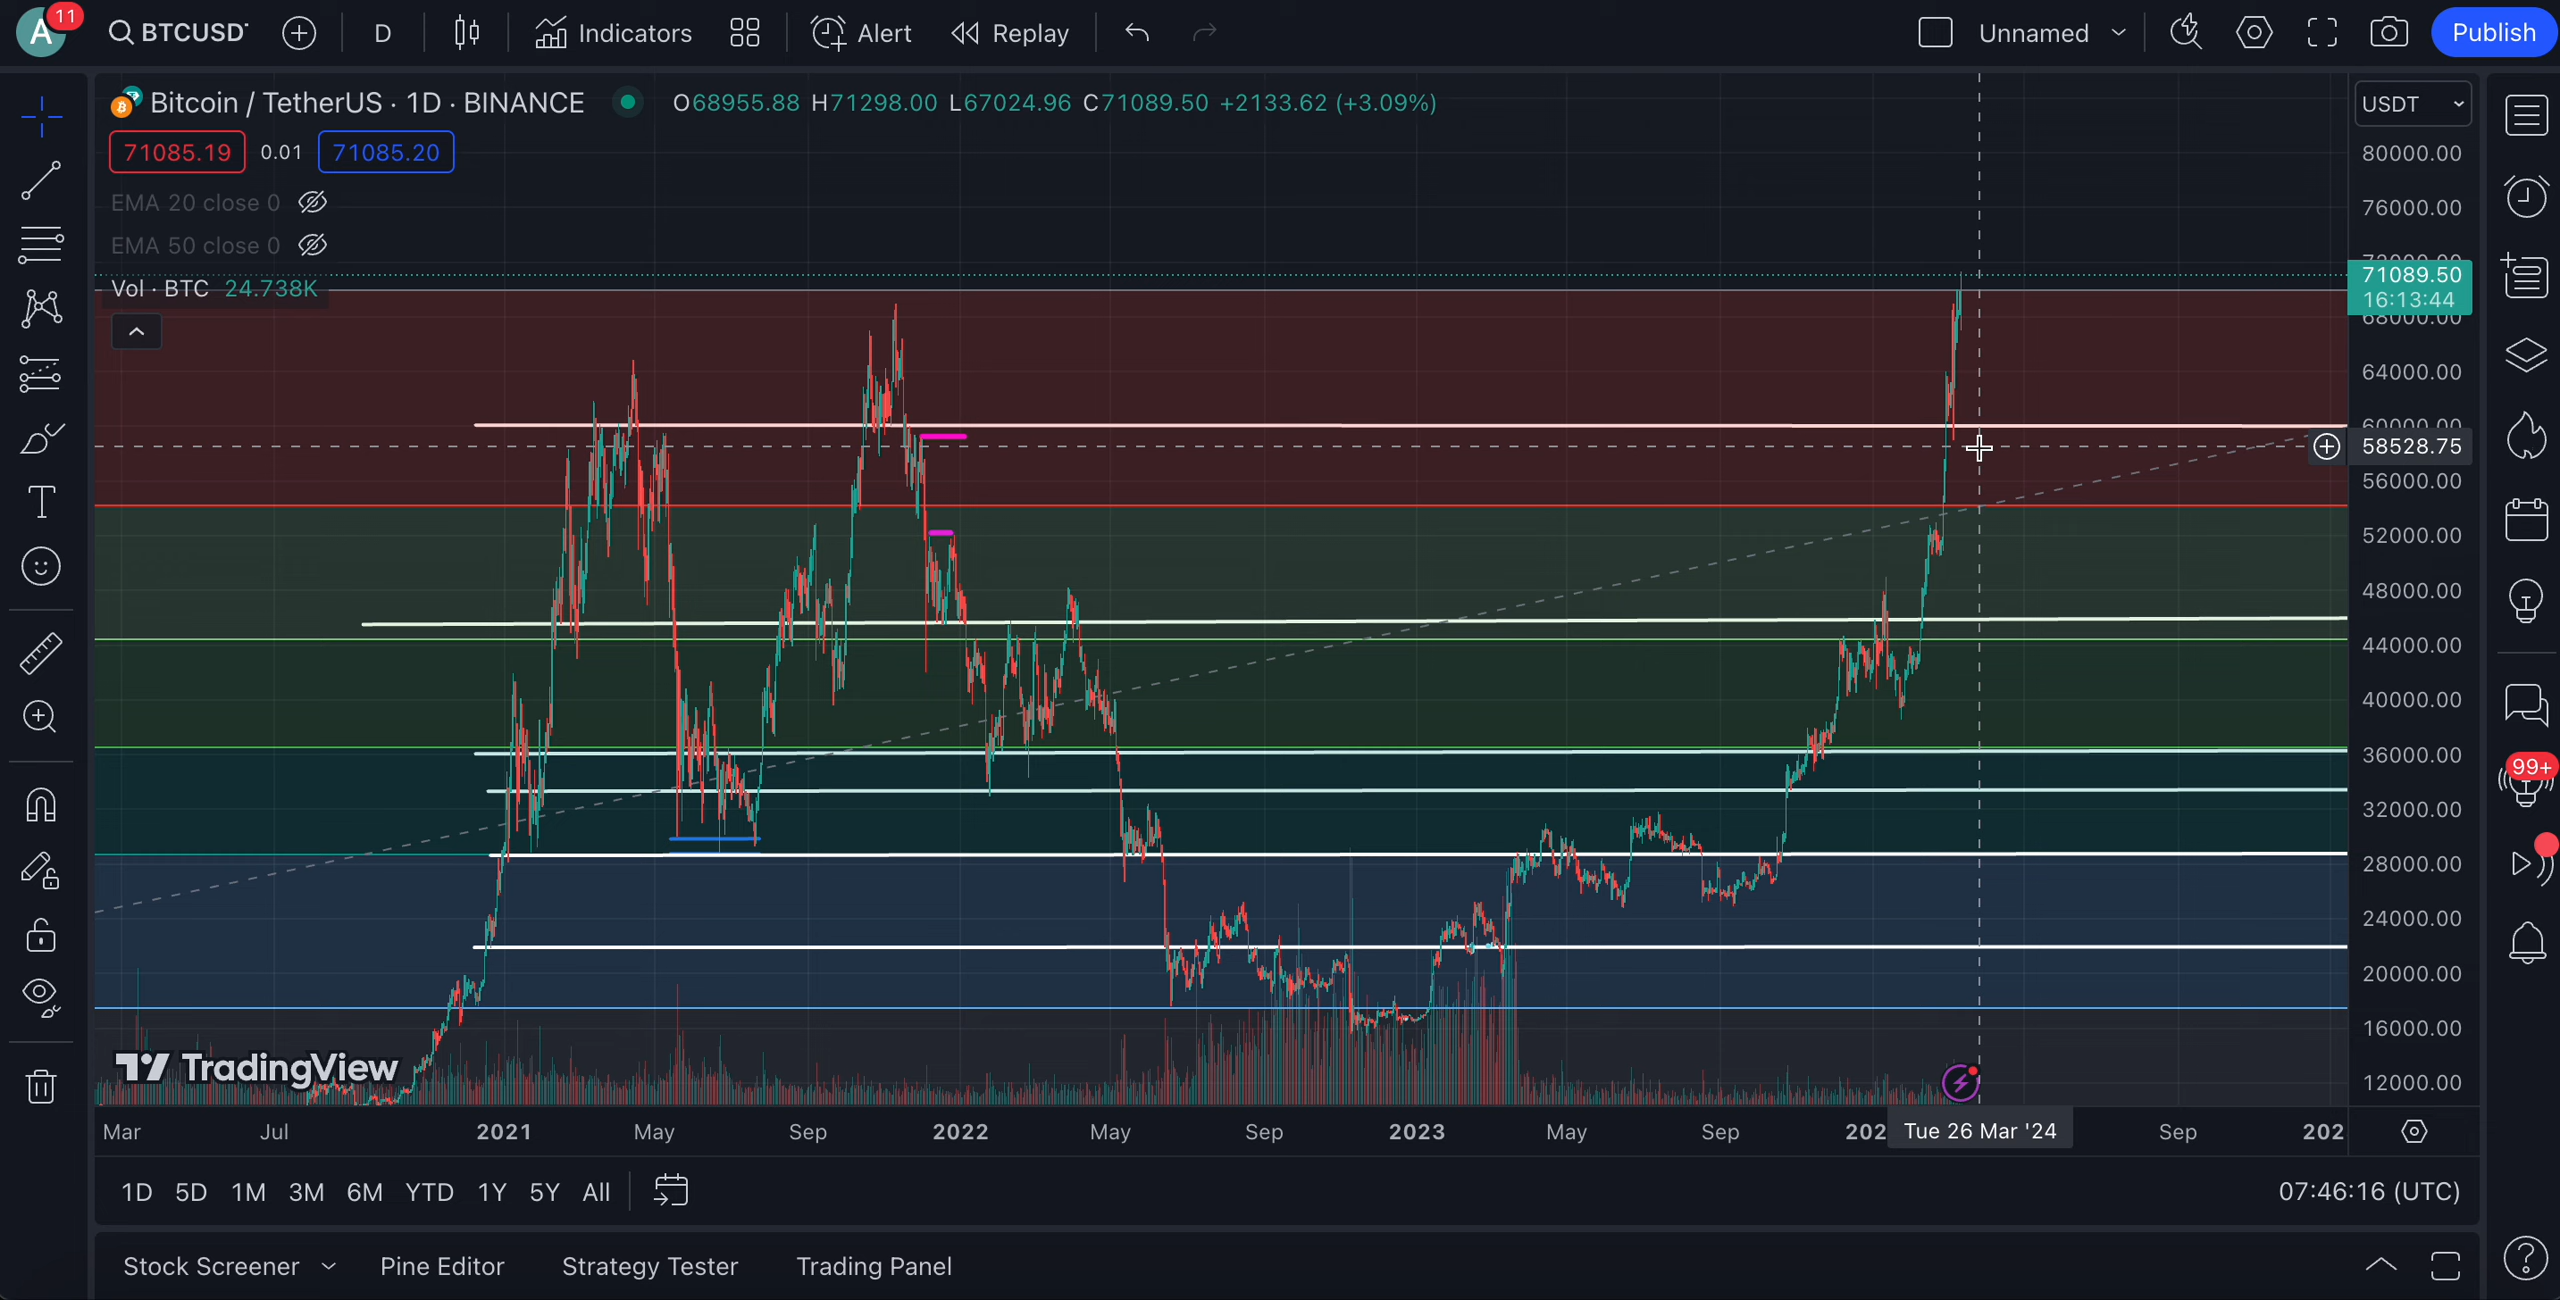 A
11
BTCUSD
D
Indicators
Alert
Replay
Unnamed
Publish
Bitcoin / TetherUS · 1D · BINANCE
O68955.88 H71298.00 L67024.96 C71089.50 +2133.62 (+3.09%)
USDT
71085.19
0.01
71085.20
EMA 20 close 0
EMA 50 close 0
Vol · BTC 24.738K
80000.00
76000.00
71089.50
16:13:44
68000.00
64000.00
60000.00
58528.75
56000.00
52000.00
48000.00
44000.00
40000.00
36000.00
32000.00
28000.00
24000.00
20000.00
16000.00
12000.00
99+
TradingView
Mar
Jul
2021
May
Sep
2022
May
Sep
2023
May
Sep
202
Tue 26 Mar '24
Sep
202
1D 5D 1M 3M 6M YTD 1Y 5Y All
07:46:16 (UTC)
Stock Screener
Pine Editor
Strategy Tester
Trading Panel